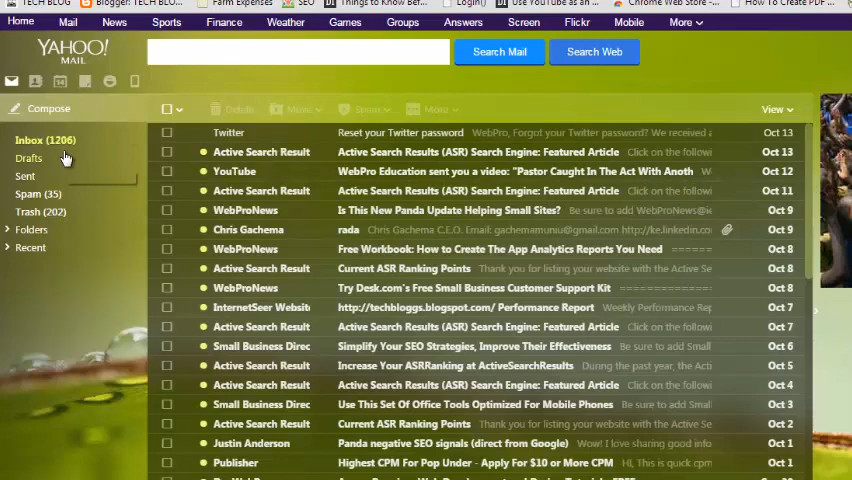 TECH BLOG Blogger: TECH BLO... Farm Expenses SEO Things to Know Bef... Login() Use YouTube as an ... Chrome Web Store - ... How To Create PDF ...
Home Mail News Sports Finance Weather Games Groups Answers Screen Flickr Mobile More
YAHOO! MAIL Search Mail Search Web
Compose Details More Spam More View
Inbox (1206)
Drafts
Sent
Spam (35)
Trash (202)
Folders
Recent
Twitter Reset your Twitter password WebPro, Forgot your Twitter password? We received a Oct 13
Active Search Result Active Search Results (ASR) Search Engine: Featured Article Click on the followi Oct 13
YouTube WebPro Education sent you a video: "Pastor Caught In The Act With Anoth We Oct 12
Active Search Result Active Search Results (ASR) Search Engine: Featured Article Click on the followi Oct 11
WebProNews Is This New Panda Update Helping Small Sites? Be sure to add WebProNews@ie Oct 9
Chris Gachema rada Chris Gachema C.E.O. Email: gachemamuniu@gmail.com http://ke.linkedin.com Oct 9
WebProNews Free Workbook: How to Create The App Analytics Reports You Need ======= Oct 8
Active Search Result Current ASR Ranking Points Thank you for listing your website with the Active S Oct 8
WebProNews Try Desk.com's Free Small Business Customer Support Kit =========== Oct 8
InternetSeer Website http://techbloggs.blogspot.com/ Performance Report Weekly Performance Rep Oct 7
Active Search Result Active Search Results (ASR) Search Engine: Featured Article Click on the followi Oct 7
Small Business Direc Simplify Your SEO Strategies, Improve Their Effectiveness Be sure to add Small Oct 6
Active Search Result Increase Your ASRRanking at ActiveSearchResults During the past year, the Acti Oct 5
Active Search Result Active Search Results (ASR) Search Engine: Featured Article Click on the followi Oct 4
Small Business Direc Use This Set Of Office Tools Optimized For Mobile Phones Be sure to add Small Oct 3
Active Search Result Current ASR Ranking Points Thank you for listing your website with the Active S Oct 2
Justin Anderson Panda negative SEO signals (direct from Google) Wow! I love sharing good info Oct 1
Publisher Highest CPM For Pop Under - Apply For $10 or More CPM HI, This is quick cpm Oct 1